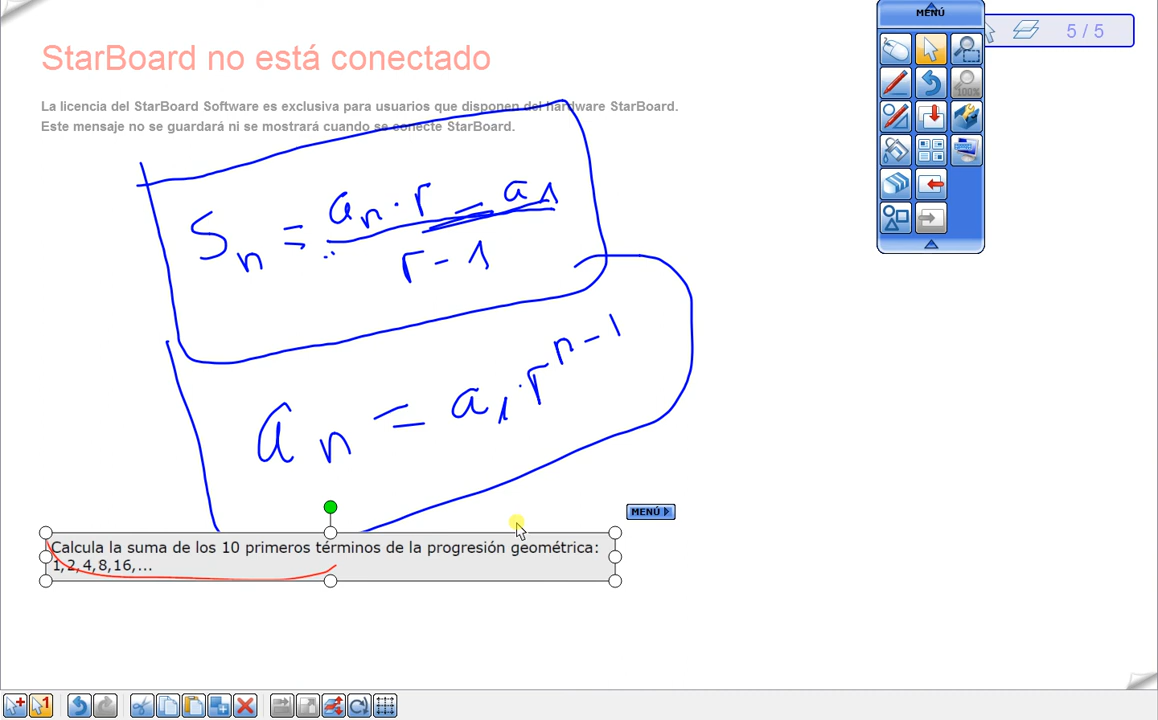 MENÚ
5 / 5
StarBoard no está conectado
La licencia del StarBoard Software es exclusiva para usuarios que disponen del hardware StarBoard.
Este mensaje no se guardará ni se mostrará cuando se conecte StarBoard.
100%
Sn = an · r − a1
r − 1
an = a1 · r^n−1
MENÚ
Calcula la suma de los 10 primeros términos de la progresión geométrica:
1,2,4,8,16,...
1